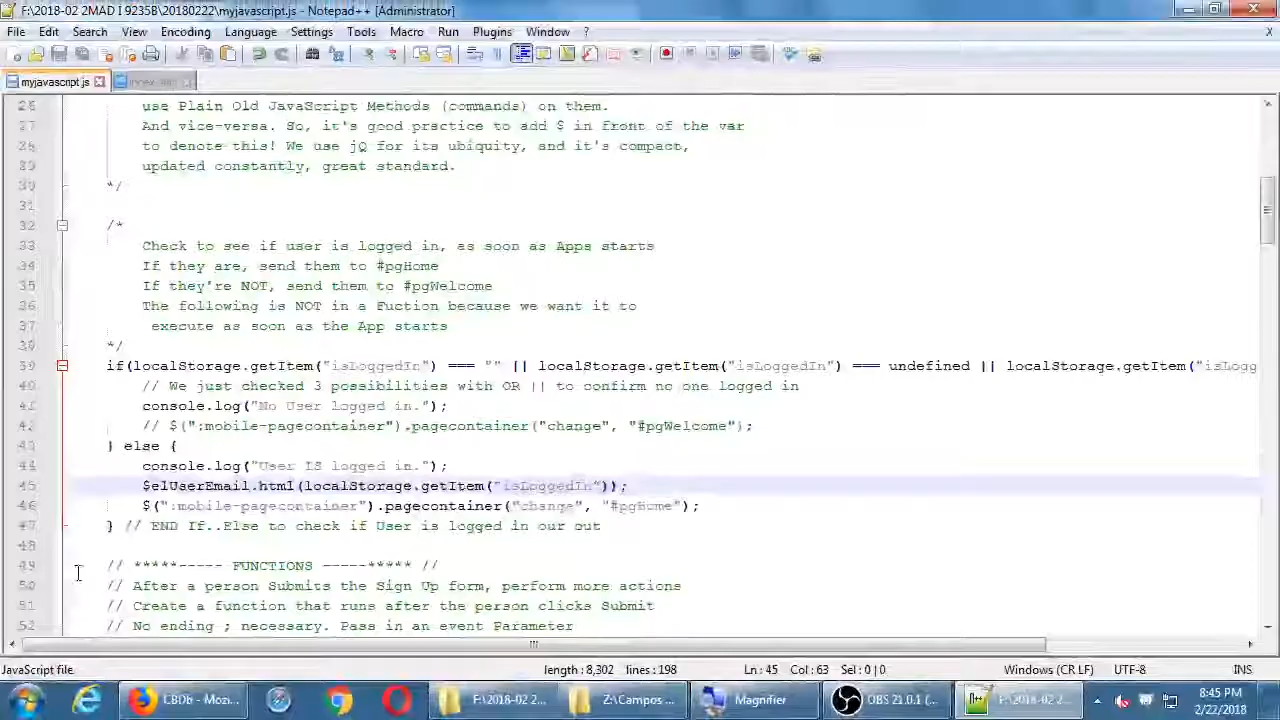 F:\2018-02 2MAD I 9235B\20180222\myjavascript.js - Notepad++ [Administrator]
File Edit Search View Encoding Language Settings Tools Macro Run Plugins Window ? X
myjavascript.js
26 use Plain Old JavaScript Methods (commands) on them.
27 And vice-versa. So, it's good practice to add $ in front of the var
28 to denote this! We use jQ for its ubiquity, and it's compact,
29 updated constantly, great standard.
30 */
31
32 /*
33 Check to see if user is logged in, as soon as Apps starts
34 If they are, send them to #pgHome
35 If they're NOT, send them to #pgWelcome
36 The following is NOT in a Fuction because we want it to
37 execute as soon as the App starts
38 */
39 if(localStorage.getItem("isLoggedIn") === "" || localStorage.getItem("isLoggedIn") === undefined || localStorage.getItem("isLogg
40 // We just checked 3 possibilities with OR || to confirm no one logged in
41 console.log("No User logged in.");
42 // $(":mobile-pagecontainer").pagecontainer("change", "#pgWelcome");
43 } else {
44 console.log("User IS logged in.");
45 $elUserEmail.html(localStorage.getItem("isLoggedIn"));
46 $(":mobile-pagecontainer").pagecontainer("change", "#pgHome");
47 } // END If..Else to check if User is logged in our out
48
49 // *****----- FUNCTIONS -----***** //
50 // After a person Submits the Sign Up form, perform more actions
51 // Create a function that runs after the person clicks Submit
52 // No ending ; necessary. Pass in an event Parameter
JavaScript file length : 8,302 lines : 198 Ln : 45 Col : 63 Sel : 0 | 0 Windows (CR LF) UTF-8 INS
CBDb - Mozi... F:\2018-02 2... Z:\Campos ... Magnifier OBS 21.0.1 (... F:\2018-02 2... 8:45 PM
2/22/2018